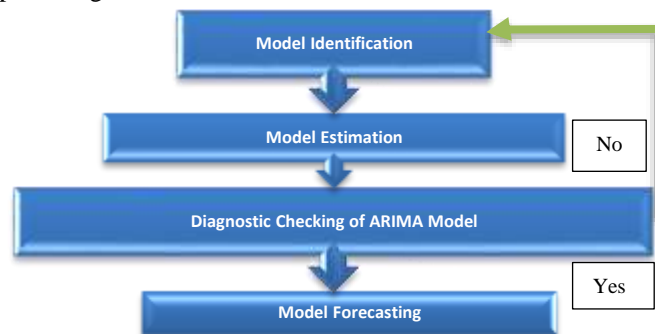 Model Identification
Model Estimation
No
Diagnostic Checking of ARIMA Model
Yes
Model Forecasting